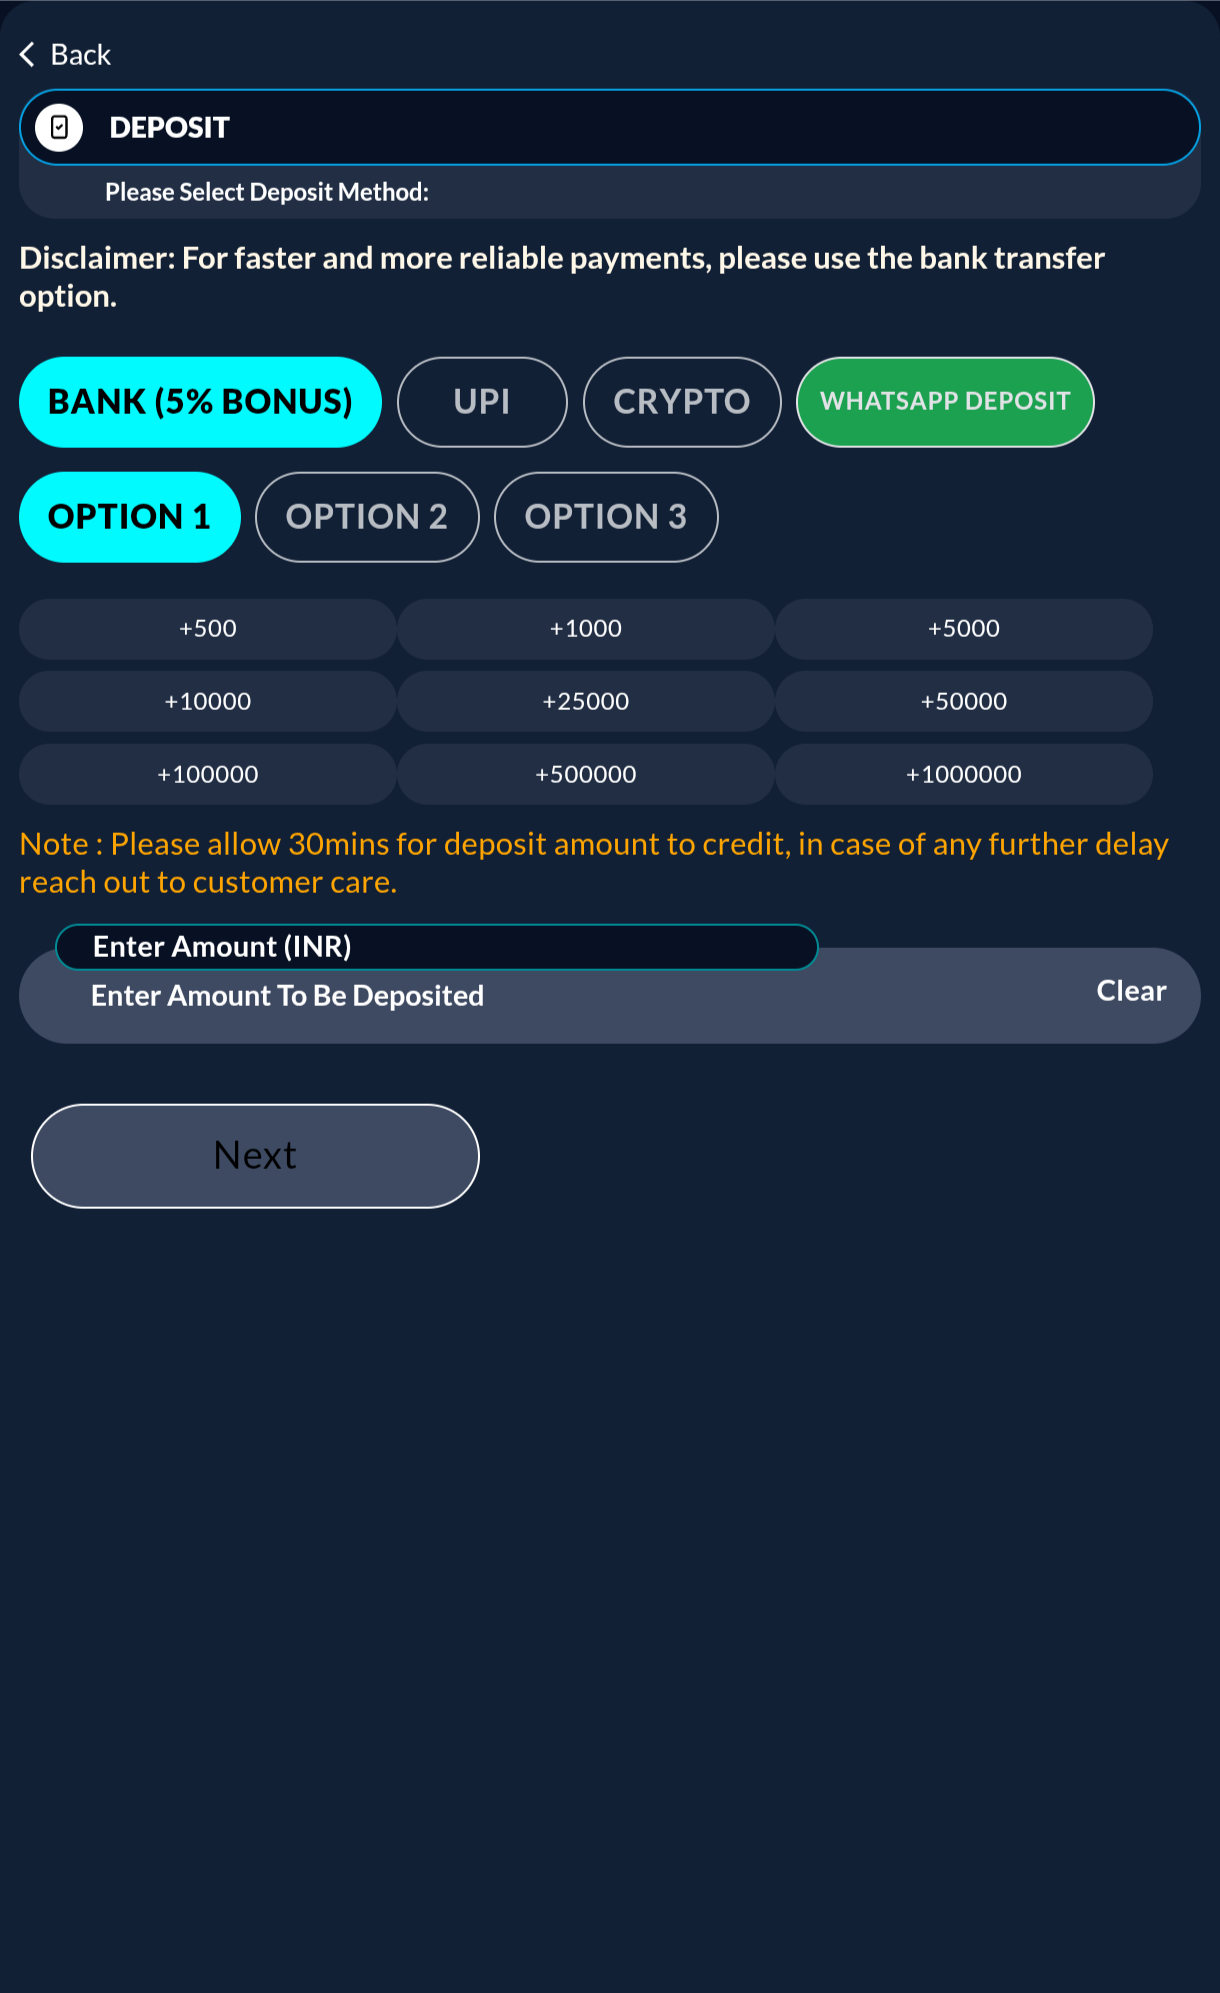 Back
DEPOSIT
Please Select Deposit Method:
Disclaimer: For faster and more reliable payments, please use the bank transfer
option.
BANK (5% BONUS) UPI CRYPTO WHATSAPP DEPOSIT
OPTION 1 OPTION 2 OPTION 3
+500 +1000 +5000
+10000 +25000 +50000
+100000 +500000 +1000000
Note : Please allow 30mins for deposit amount to credit, in case of any further delay
reach out to customer care.
Enter Amount (INR)
Enter Amount To Be Deposited Clear
Next